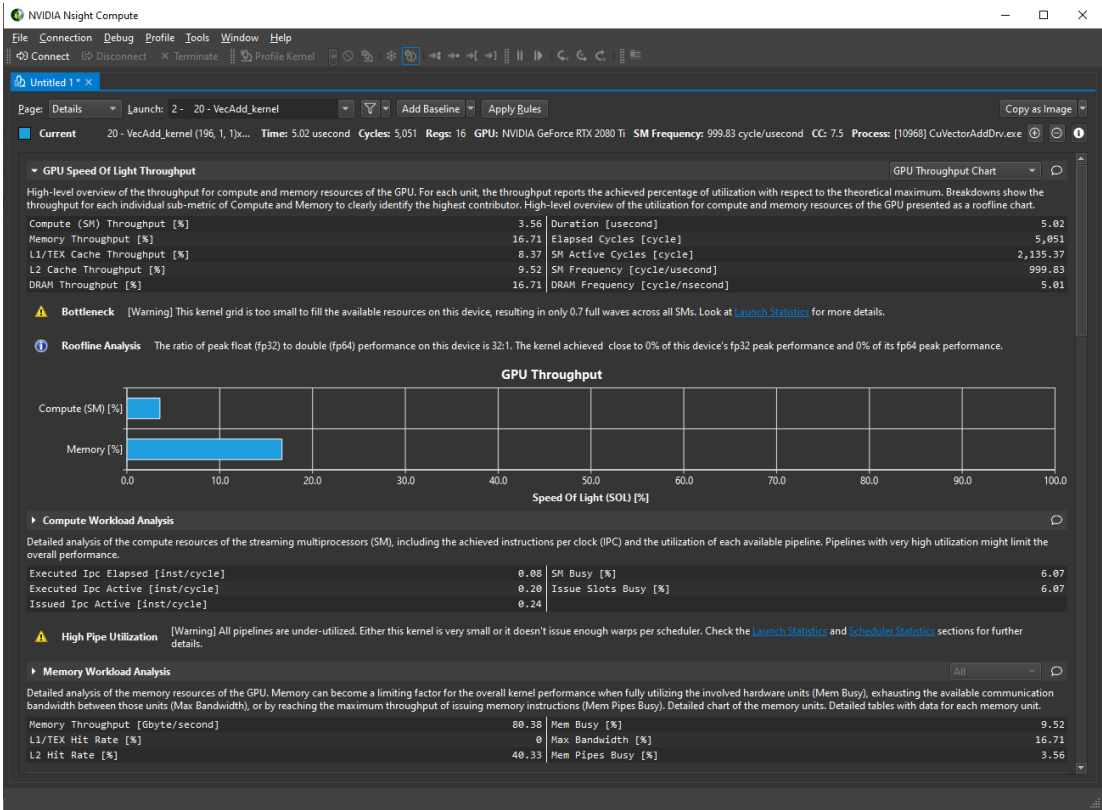 NVIDIA Nsight Compute
File Connection Debug Profile Tools Window Help
Connect Disconnect Terminate Profile Kernel
Untitled 1 *
Page: Details Launch: 2 - 20 - VecAdd_kernel Add Baseline Apply Rules Copy as Image
Current 20 - VecAdd_kernel (196, 1, 1)x... Time: 5.02 usecond Cycles: 5,051 Regs: 16 GPU: NVIDIA GeForce RTX 2080 Ti SM Frequency: 999.83 cycle/usecond CC: 7.5 Process: [10968] CuVectorAddDrv.exe
GPU Speed Of Light Throughput GPU Throughput Chart
High-level overview of the throughput for compute and memory resources of the GPU. For each unit, the throughput reports the achieved percentage of utilization with respect to the theoretical maximum. Breakdowns show the
throughput for each individual sub-metric of Compute and Memory to clearly identify the highest contributor. High-level overview of the utilization for compute and memory resources of the GPU presented as a roofline chart.
Compute (SM) Throughput [%] 3.56 Duration [usecond] 5.02
Memory Throughput [%] 16.71 Elapsed Cycles [cycle] 5,051
L1/TEX Cache Throughput [%] 8.37 SM Active Cycles [cycle] 2,135.37
L2 Cache Throughput [%] 9.52 SM Frequency [cycle/usecond] 999.83
DRAM Throughput [%] 16.71 DRAM Frequency [cycle/nsecond] 5.01
Bottleneck [Warning] This kernel grid is too small to fill the available resources on this device, resulting in only 0.7 full waves across all SMs. Look at Launch Statistics for more details.
Roofline Analysis The ratio of peak float (fp32) to double (fp64) performance on this device is 32:1. The kernel achieved close to 0% of this device's fp32 peak performance and 0% of its fp64 peak performance.
GPU Throughput
Compute (SM) [%]
Memory [%]
0.0 10.0 20.0 30.0 40.0 50.0 60.0 70.0 80.0 90.0 100.0
Speed Of Light (SOL) [%]
Compute Workload Analysis
Detailed analysis of the compute resources of the streaming multiprocessors (SM), including the achieved instructions per clock (IPC) and the utilization of each available pipeline. Pipelines with very high utilization might limit the
overall performance.
Executed Ipc Elapsed [inst/cycle] 0.08 SM Busy [%] 6.07
Executed Ipc Active [inst/cycle] 0.20 Issue Slots Busy [%] 6.07
Issued Ipc Active [inst/cycle] 0.24
High Pipe Utilization [Warning] All pipelines are under-utilized. Either this kernel is very small or it doesn't issue enough warps per scheduler. Check the Launch Statistics and Scheduler Statistics sections for further
details.
Memory Workload Analysis All
Detailed analysis of the memory resources of the GPU. Memory can become a limiting factor for the overall kernel performance when fully utilizing the involved hardware units (Mem Busy), exhausting the available communication
bandwidth between those units (Max Bandwidth), or by reaching the maximum throughput of issuing memory instructions (Mem Pipes Busy). Detailed chart of the memory units. Detailed tables with data for each memory unit.
Memory Throughput [Gbyte/second] 80.38 Mem Busy [%] 9.52
L1/TEX Hit Rate [%] 0 Max Bandwidth [%] 16.71
L2 Hit Rate [%] 40.33 Mem Pipes Busy [%] 3.56